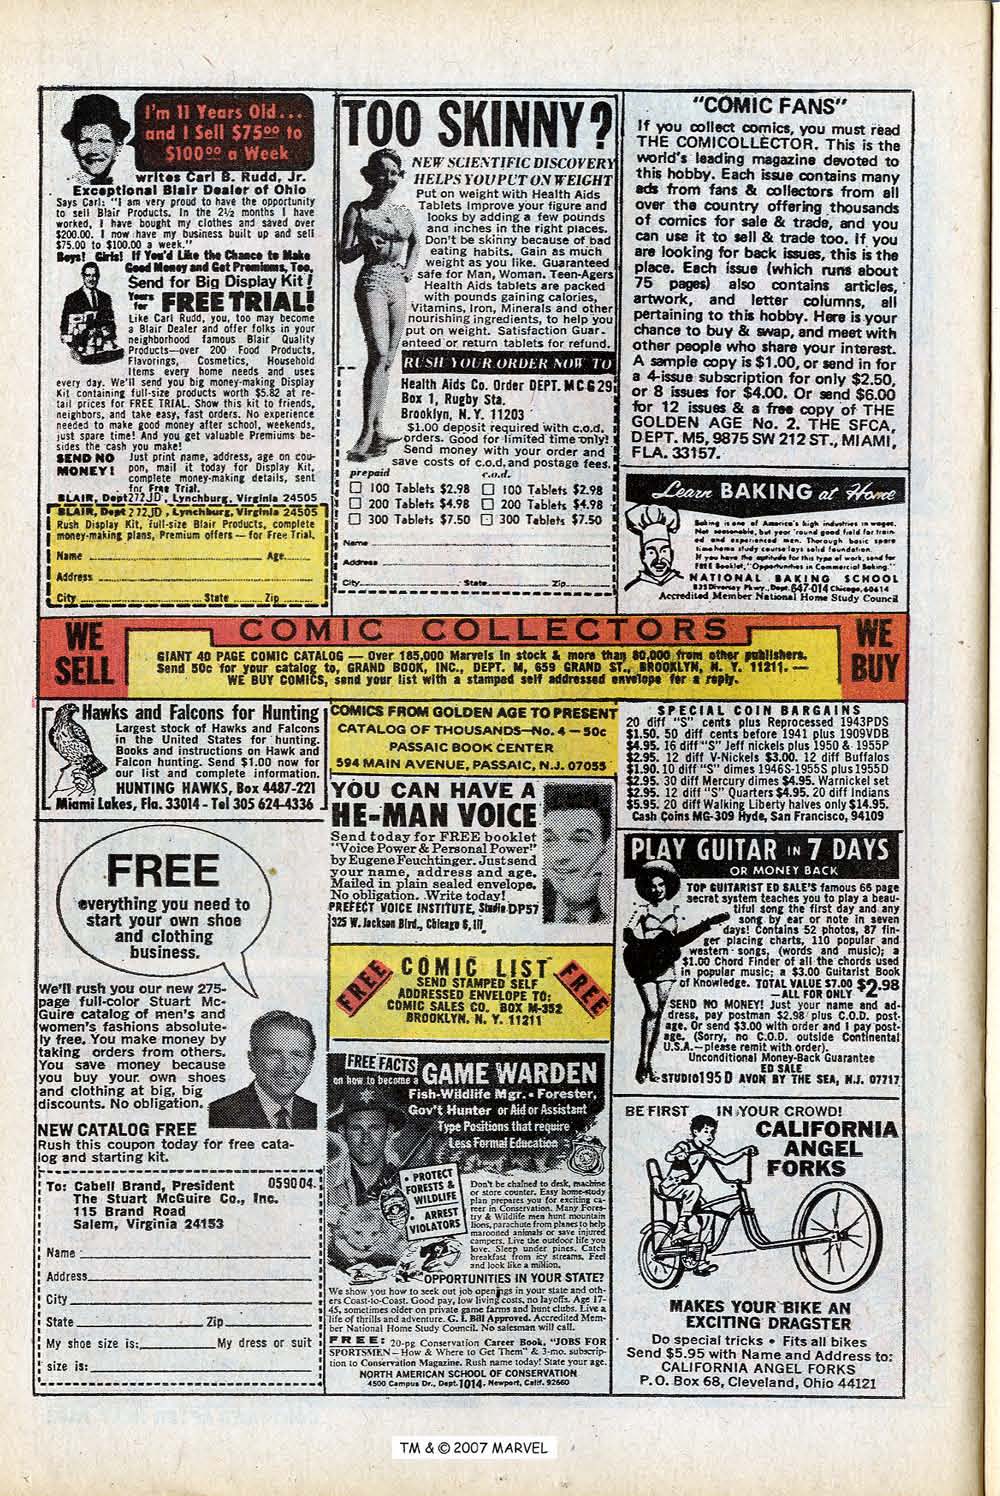 I'm 11 Years Old...
and I Sell $75⁰⁰ to
$100⁰⁰ a Week
writes Carl B. Rudd, Jr.
Exceptional Blair Dealer of Ohio
Says Carl: "I am very proud to have the opportunity
to sell Blair Products. In the 2½ months I have
worked, I have bought my clothes and saved over
$200.00. I now have my business built up and sell
$75.00 to $100.00 a week."
Boys! Girls! If You'd Like the Chance to Make
Good Money and Get Premiums, Too,
Send for Big Display Kit!
Yours for FREE TRIAL!
Like Carl Rudd, you, too may become
a Blair Dealer and offer folks in your
neighborhood famous Blair Quality
Products—over 200 Food Products,
Flavorings, Cosmetics, Household
Items every home needs and uses
every day. We'll send you big money-making Display
Kit containing full-size products worth $5.82 at re-
tail prices for FREE TRIAL. Show this kit to friends,
neighbors, and take easy, fast orders. No experience
needed to make good money after school, weekends,
just spare time! And you get valuable Premiums be-
sides the cash you make!
SEND NO MONEY! Just print name, address, age on cou-
pon, mail it today for Display Kit,
complete money-making details, sent
for Free Trial.
BLAIR, Dept 272JD, Lynchburg, Virginia 24505
BLAIR, Dept 272JD, Lynchburg, Virginia 24505
Rush Display Kit, full-size Blair Products, complete
money-making plans, Premium offers — for Free Trial.
Name Age
Address
City State Zip
TOO SKINNY?
NEW SCIENTIFIC DISCOVERY
HELPS YOU PUT ON WEIGHT
Put on weight with Health Aids
Tablets Improve your figure and
looks by adding a few pounds
and inches in the right places.
Don't be skinny because of bad
eating habits. Gain as much
weight as you like. Guaranteed
safe for Man, Woman. Teen-Agers
Health Aids tablets are packed
with pounds gaining calories,
Vitamins, Iron, Minerals and other
nourishing ingredients, to help you
put on weight. Satisfaction Guar-
anteed or return tablets for refund.
RUSH YOUR ORDER NOW TO
Health Aids Co. Order DEPT. MCG29
Box 1, Rugby Sta.
Brooklyn, N.Y. 11203
$1.00 deposit required with c.o.d.
orders. Good for limited time only!
Send money with your order and
save costs of c.o.d. and postage fees.
prepaid c.o.d.
☐ 100 Tablets $2.98 ☐ 100 Tablets $2.98
☐ 200 Tablets $4.98 ☐ 200 Tablets $4.98
☐ 300 Tablets $7.50 ☐ 300 Tablets $7.50
Name
Address
City State Zip
"COMIC FANS"
If you collect comics, you must read
THE COMICOLLECTOR. This is the
world's leading magazine devoted to
this hobby. Each issue contains many
ads from fans & collectors from all
over the country offering thousands
of comics for sale & trade, and you
can use it to sell & trade too. If you
are looking for back issues, this is the
place. Each issue (which runs about
75 pages) also contains articles,
artwork, and letter columns, all
pertaining to this hobby. Here is your
chance to buy & swap, and meet with
other people who share your interest.
A sample copy is $1.00, or send in for
a 4-issue subscription for only $2.50,
or 8 issues for $4.00. Or send $6.00
for 12 issues & a free copy of THE
GOLDEN AGE No. 2. THE SFCA,
DEPT. M5, 9875 SW 212 ST., MIAMI,
FLA. 33157.
Learn BAKING at Home
Baking is one of America's high industries in wages.
Not seasonable, but year 'round good field for train-
ed and experienced men. Thorough basic spare
time home study course lays solid foundation.
If you have the aptitude for this type of work, send for
FREE Booklet, "Opportunities in Commercial Baking."
NATIONAL BAKING SCHOOL
835 Diversey Pkwy., Dept. 647-014 Chicago, 60614
Accredited Member National Home Study Council
WE SELL
COMIC COLLECTORS
WE BUY
GIANT 40 PAGE COMIC CATALOG — Over 185,000 Marvels in stock & more than 80,000 from other publishers.
Send 50c for your catalog to, GRAND BOOK, INC., DEPT. M, 659 GRAND ST., BROOKLYN, N. Y. 11211. —
WE BUY COMICS, send your list with a stamped self addressed envelope for a reply.
Hawks and Falcons for Hunting
Largest stock of Hawks and Falcons
in the United States for hunting.
Books and instructions on Hawk and
Falcon hunting. Send $1.00 now for
our list and complete information.
HUNTING HAWKS, Box 4487-221
Miami Lakes, Fla. 33014 - Tel 305 624-4336
COMICS FROM GOLDEN AGE TO PRESENT
CATALOG OF THOUSANDS—No. 4 — 50c
PASSAIC BOOK CENTER
594 MAIN AVENUE, PASSAIC, N.J. 07055
SPECIAL COIN BARGAINS
20 diff "S" cents plus Reprocessed 1943PDS
$1.50. 50 diff cents before 1941 plus 1909VDB
$4.95. 16 diff "S" Jeff nickels plus 1950 & 1955P
$2.95. 12 diff V-Nickels $3.00. 12 diff Buffalos
$1.90. 10 diff "S" dimes 1946S-1955S plus 1955D
$2.95. 30 diff Mercury dimes $4.95. Warnickel set
$2.95. 12 diff "S" Quarters $4.95. 20 diff Indians
$5.95. 20 diff Walking Liberty halves only $14.95.
Cash Coins MG-309 Hyde, San Francisco, 94109
FREE
everything you need to
start your own shoe
and clothing
business.
We'll rush you our new 275-
page full-color Stuart Mc-
Guire catalog of men's and
women's fashions absolute-
ly free. You make money by
taking orders from others.
You save money because
you buy your own shoes
and clothing at big, big
discounts. No obligation.
NEW CATALOG FREE
Rush this coupon today for free cata-
log and starting kit.
To: Cabell Brand, President 059004
The Stuart McGuire Co., Inc.
115 Brand Road
Salem, Virginia 24153
Name
Address
City
State Zip
My shoe size is: My dress or suit
size is:
YOU CAN HAVE A
HE-MAN VOICE
Send today for FREE booklet
"Voice Power & Personal Power!"
by Eugene Feuchtinger. Just send
your name, address and age.
Mailed in plain sealed envelope.
No obligation. Write today!
PREFECT VOICE INSTITUTE, Studio DP57
325 W. Jackson Blvd., Chicago 6, Ill.
FREE
COMIC LIST
SEND STAMPED SELF
ADDRESSED ENVELOPE TO:
COMIC SALES CO. BOX M-352
BROOKLYN, N. Y. 11211
FREE
FREE FACTS
on how to become a GAME WARDEN
Fish-Wildlife Mgr. • Forester,
Gov't Hunter or Aid or Assistant
Type Positions that require
Less Formal Education
• PROTECT FORESTS & WILDLIFE
• ARREST VIOLATORS
Don't be chained to desk, machine
or store counter. Easy home-study
plan prepares you for exciting ca-
reer in Conservation. Many Fores-
try & Wildlife men hunt mountain
lions, parachute from planes to help
marooned animals or save injured
campers. Live the outdoor life you
love. Sleep under pines. Catch
breakfast from icy streams. Feel
and look like a million.
OPPORTUNITIES IN YOUR STATE?
We show you how to seek out job openings in your state and oth-
ers Coast-to-Coast. Good pay, low living costs, no layoffs. Age 17-
45, sometimes older on private game farms and hunt clubs. Live a
life of thrills and adventure. G. I. Bill Approved. Accredited Mem-
ber National Home Study Council. No salesman will call.
FREE: 20-pg Conservation Career Book, "JOBS FOR
SPORTSMEN—How & Where to Get Them" & 3-mo. subscrip-
tion to Conservation Magazine. Rush name today! State your age.
NORTH AMERICAN SCHOOL OF CONSERVATION
4500 Campus Dr., Dept. 1014, Newport, Calif. 92660
PLAY GUITAR IN 7 DAYS
OR MONEY BACK
TOP GUITARIST ED SALE'S famous 66 page
secret system teaches you to play a beau-
tiful song the first day and any
song by ear or note in seven
days! Contains 52 photos, 87 fin-
ger placing charts, 110 popular and
western songs, (words and music); a
$1.00 Chord Finder of all the chords used
in popular music; a $3.00 Guitarist Book
of Knowledge. TOTAL VALUE $7.00
—ALL FOR ONLY $2.98
SEND NO MONEY! Just your name and ad-
dress, pay postman $2.98 plus C.O.D. post-
age. Or send $3.00 with order and I pay post-
age. (Sorry, no C.O.D. outside Continental
U.S.A.—please remit with order).
Unconditional Money-Back Guarantee
ED SALE
STUDIO 195 D AVON BY THE SEA, N.J. 07717
BE FIRST IN YOUR CROWD!
CALIFORNIA
ANGEL
FORKS
MAKES YOUR BIKE AN
EXCITING DRAGSTER
Do special tricks • Fits all bikes
Send $5.95 with Name and Address to:
CALIFORNIA ANGEL FORKS
P.O. Box 68, Cleveland, Ohio 44121
TM & © 2007 MARVEL